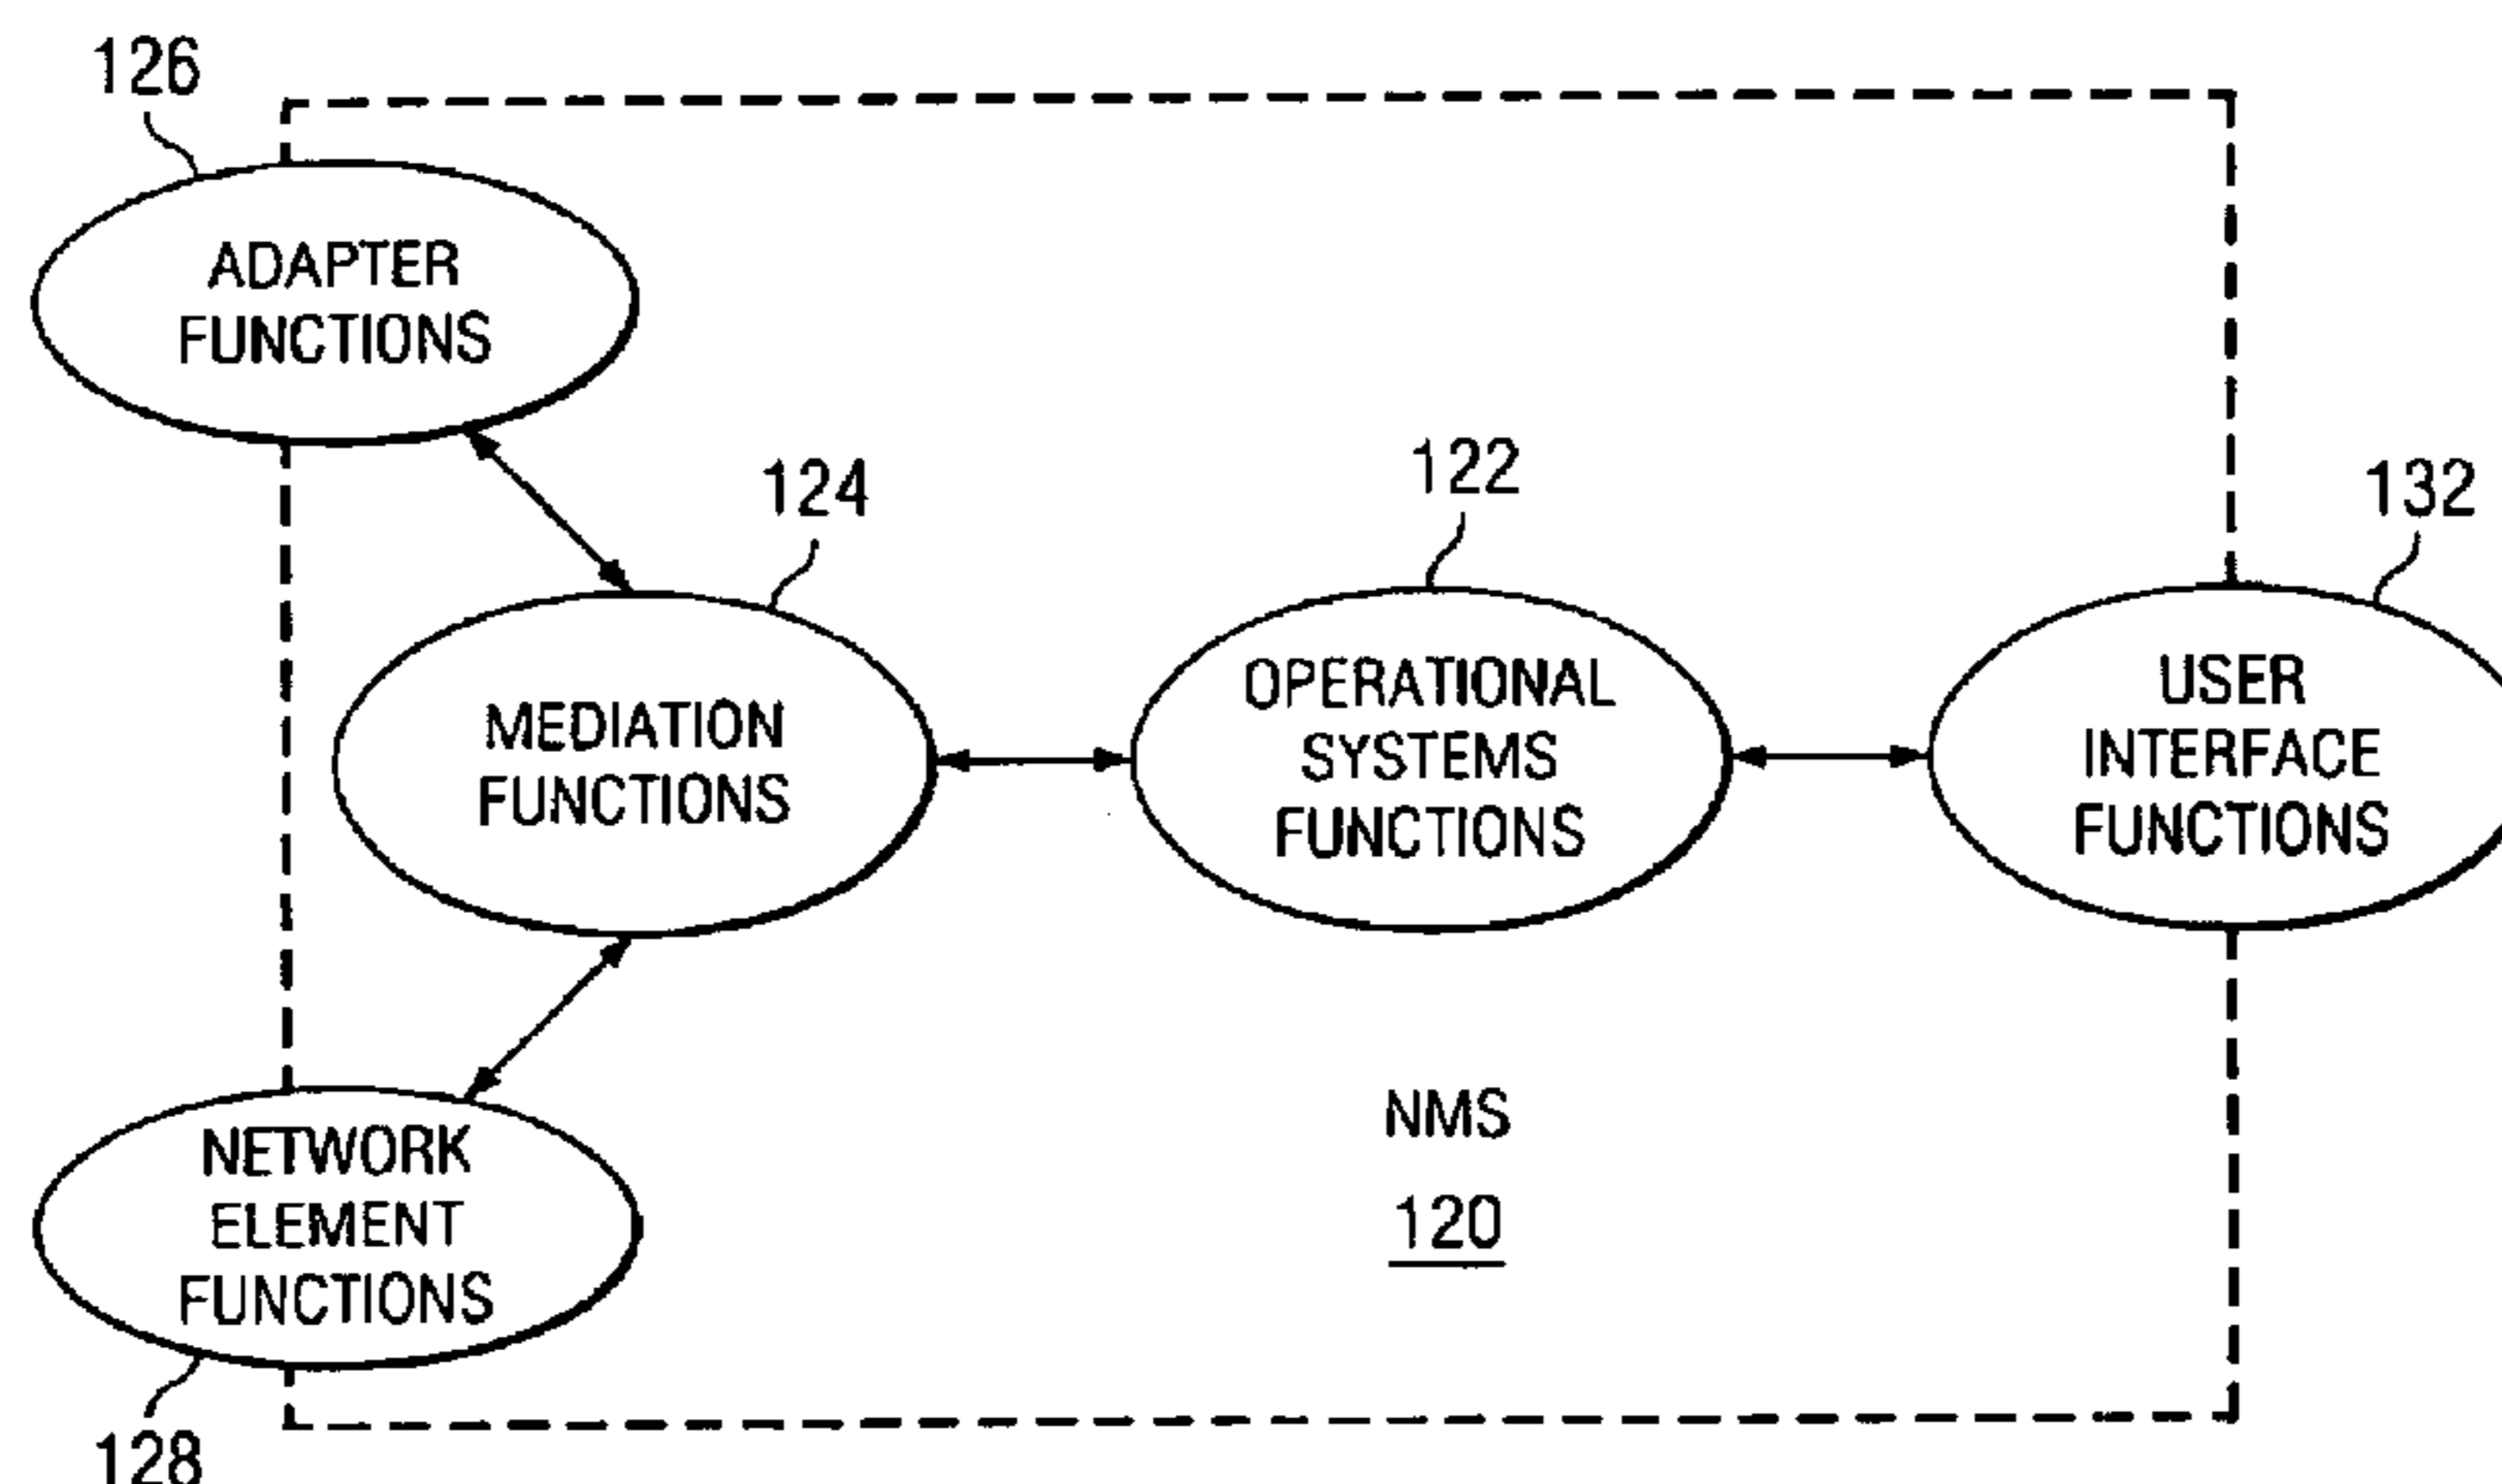 126
ADAPTER
FUNCTIONS
124
122
132
MEDIATION
FUNCTIONS
OPERATIONAL
SYSTEMS
FUNCTIONS
USER
INTERFACE
FUNCTIONS
NETWORK
ELEMENT
FUNCTIONS
NMS
120
128